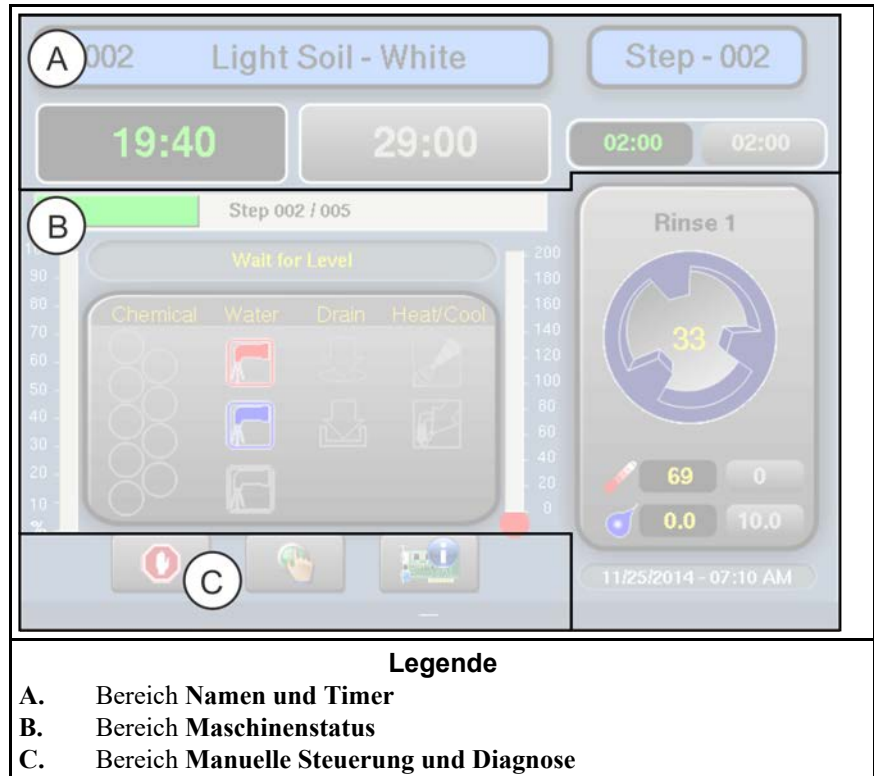 A
002 Light Soil - White
Step - 002
19:40
29:00
02:00
02:00
B
Step 002 / 005
Wait for Level
Chemical Water Drain Heat/Cool
90
80
70
60
50
40
30
20
10
%
200
180
160
140
120
100
80
60
40
20
0
Rinse 1
33
69
0
0.0
10.0
11/25/2014 - 07:10 AM
C
Legende
A. Bereich Namen und Timer
B. Bereich Maschinenstatus
C. Bereich Manuelle Steuerung und Diagnose